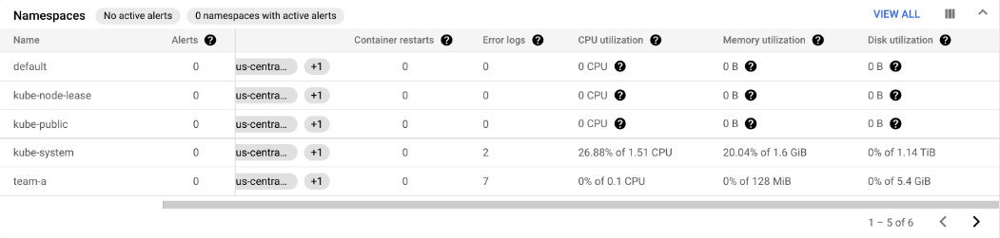 Namespaces No active alerts 0 namespaces with active alerts VIEW ALL
Name Alerts ? Container restarts ? Error logs ? CPU utilization ? Memory utilization ? Disk utilization ?
default 0 us-centra... +1 0 0 0 CPU ? 0 B ? 0 B ?
kube-node-lease 0 us-centra... +1 0 0 0 CPU ? 0 B ? 0 B ?
kube-public 0 us-centra... +1 0 0 0 CPU ? 0 B ? 0 B ?
kube-system 0 us-centra... +1 0 2 26.88% of 1.51 CPU 20.04% of 1.6 GiB 0% of 1.14 TiB
team-a 0 us-centra... +1 0 7 0% of 0.1 CPU 0% of 128 MiB 0% of 5.4 GiB
1 – 5 of 6